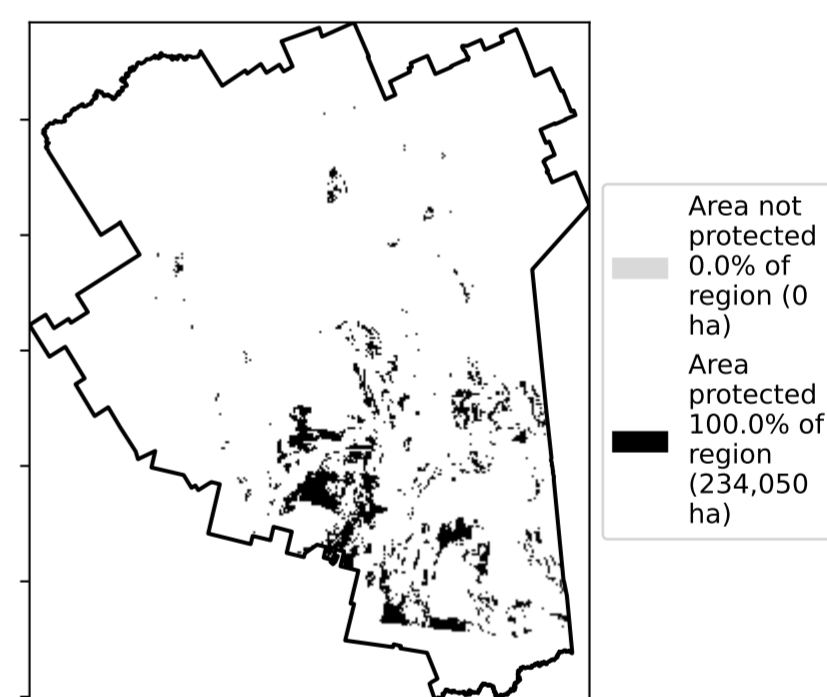 Area not
protected
0.0% of
region (0
ha)
Area
protected
100.0% of
region
(234,050
ha)